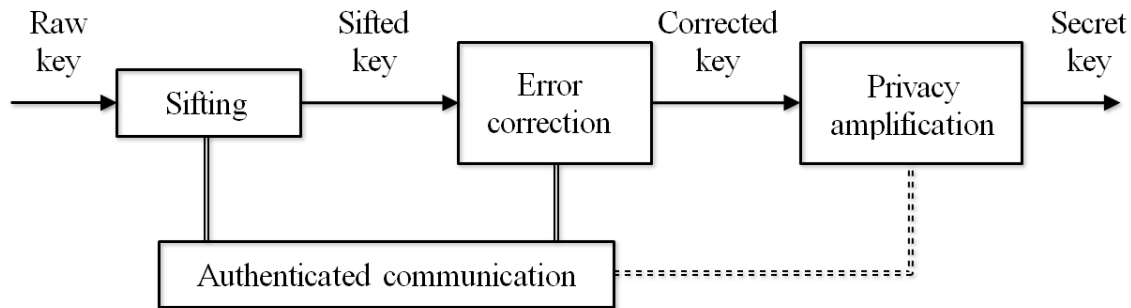 Raw
key
Sifted
key
Corrected
key
Secret
key
Sifting
Error
correction
Privacy
amplification
Authenticated communication